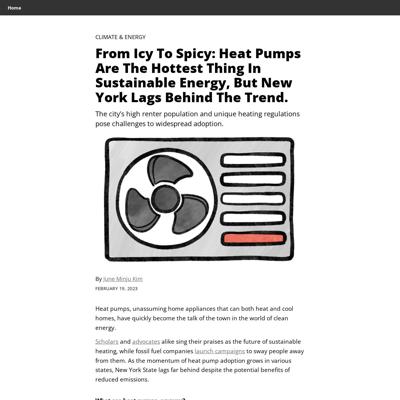 Home
CLIMATE & ENERGY
From Icy To Spicy: Heat Pumps
Are The Hottest Thing In
Sustainable Energy, But New
York Lags Behind The Trend.
The city's high renter population and unique heating regulations
pose challenges to widespread adoption.
By June Minju Kim
FEBRUARY 19, 2023
Heat pumps, unassuming home appliances that can both heat and cool
homes, have quickly become the talk of the town in the world of clean
energy.
Scholars and advocates alike sing their praises as the future of sustainable
heating, while fossil fuel companies launch campaigns to sway people away
from them. As the momentum of heat pump adoption grows in various
states, New York State lags far behind despite the potential benefits of
reduced emissions.